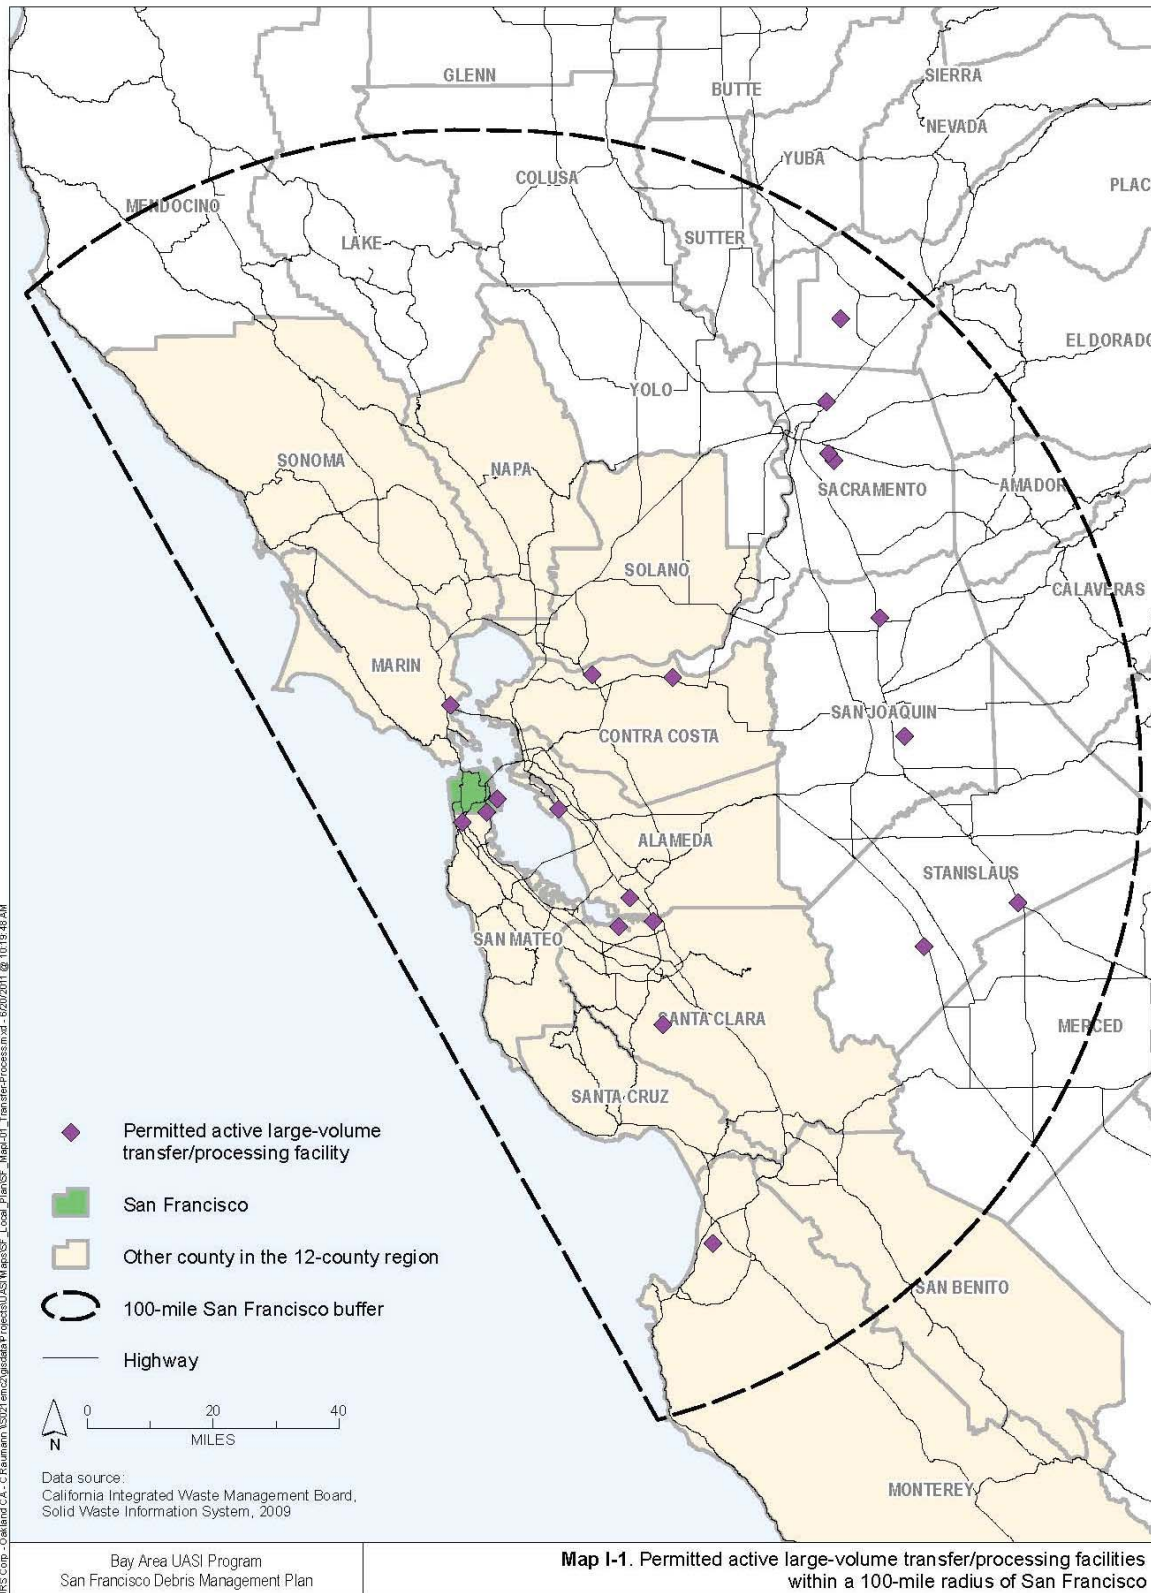 GLENN
BUTTE
SIERRA
NEVADA
YUBA
PLAC
COLUSA
MENDOCINO
LAKE
SUTTER
EL DORADO
YOLO
SONOMA
NAPA
SACRAMENTO
AMADOR
SOLANO
CALAVERAS
MARIN
SAN JOAQUIN
CONTRA COSTA
ALAMEDA
STANISLAUS
SAN MATEO
SANTA CLARA
MERCED
SANTA CRUZ
SAN BENITO
MONTEREY
Permitted active large-volume
transfer/processing facility
San Francisco
Other county in the 12-county region
100-mile San Francisco buffer
Highway
0 20 40
MILES
N
Data source:
California Integrated Waste Management Board,
Solid Waste Information System, 2009
Bay Area UASI Program
San Francisco Debris Management Plan
Map I-1. Permitted active large-volume transfer/processing facilities
within a 100-mile radius of San Francisco